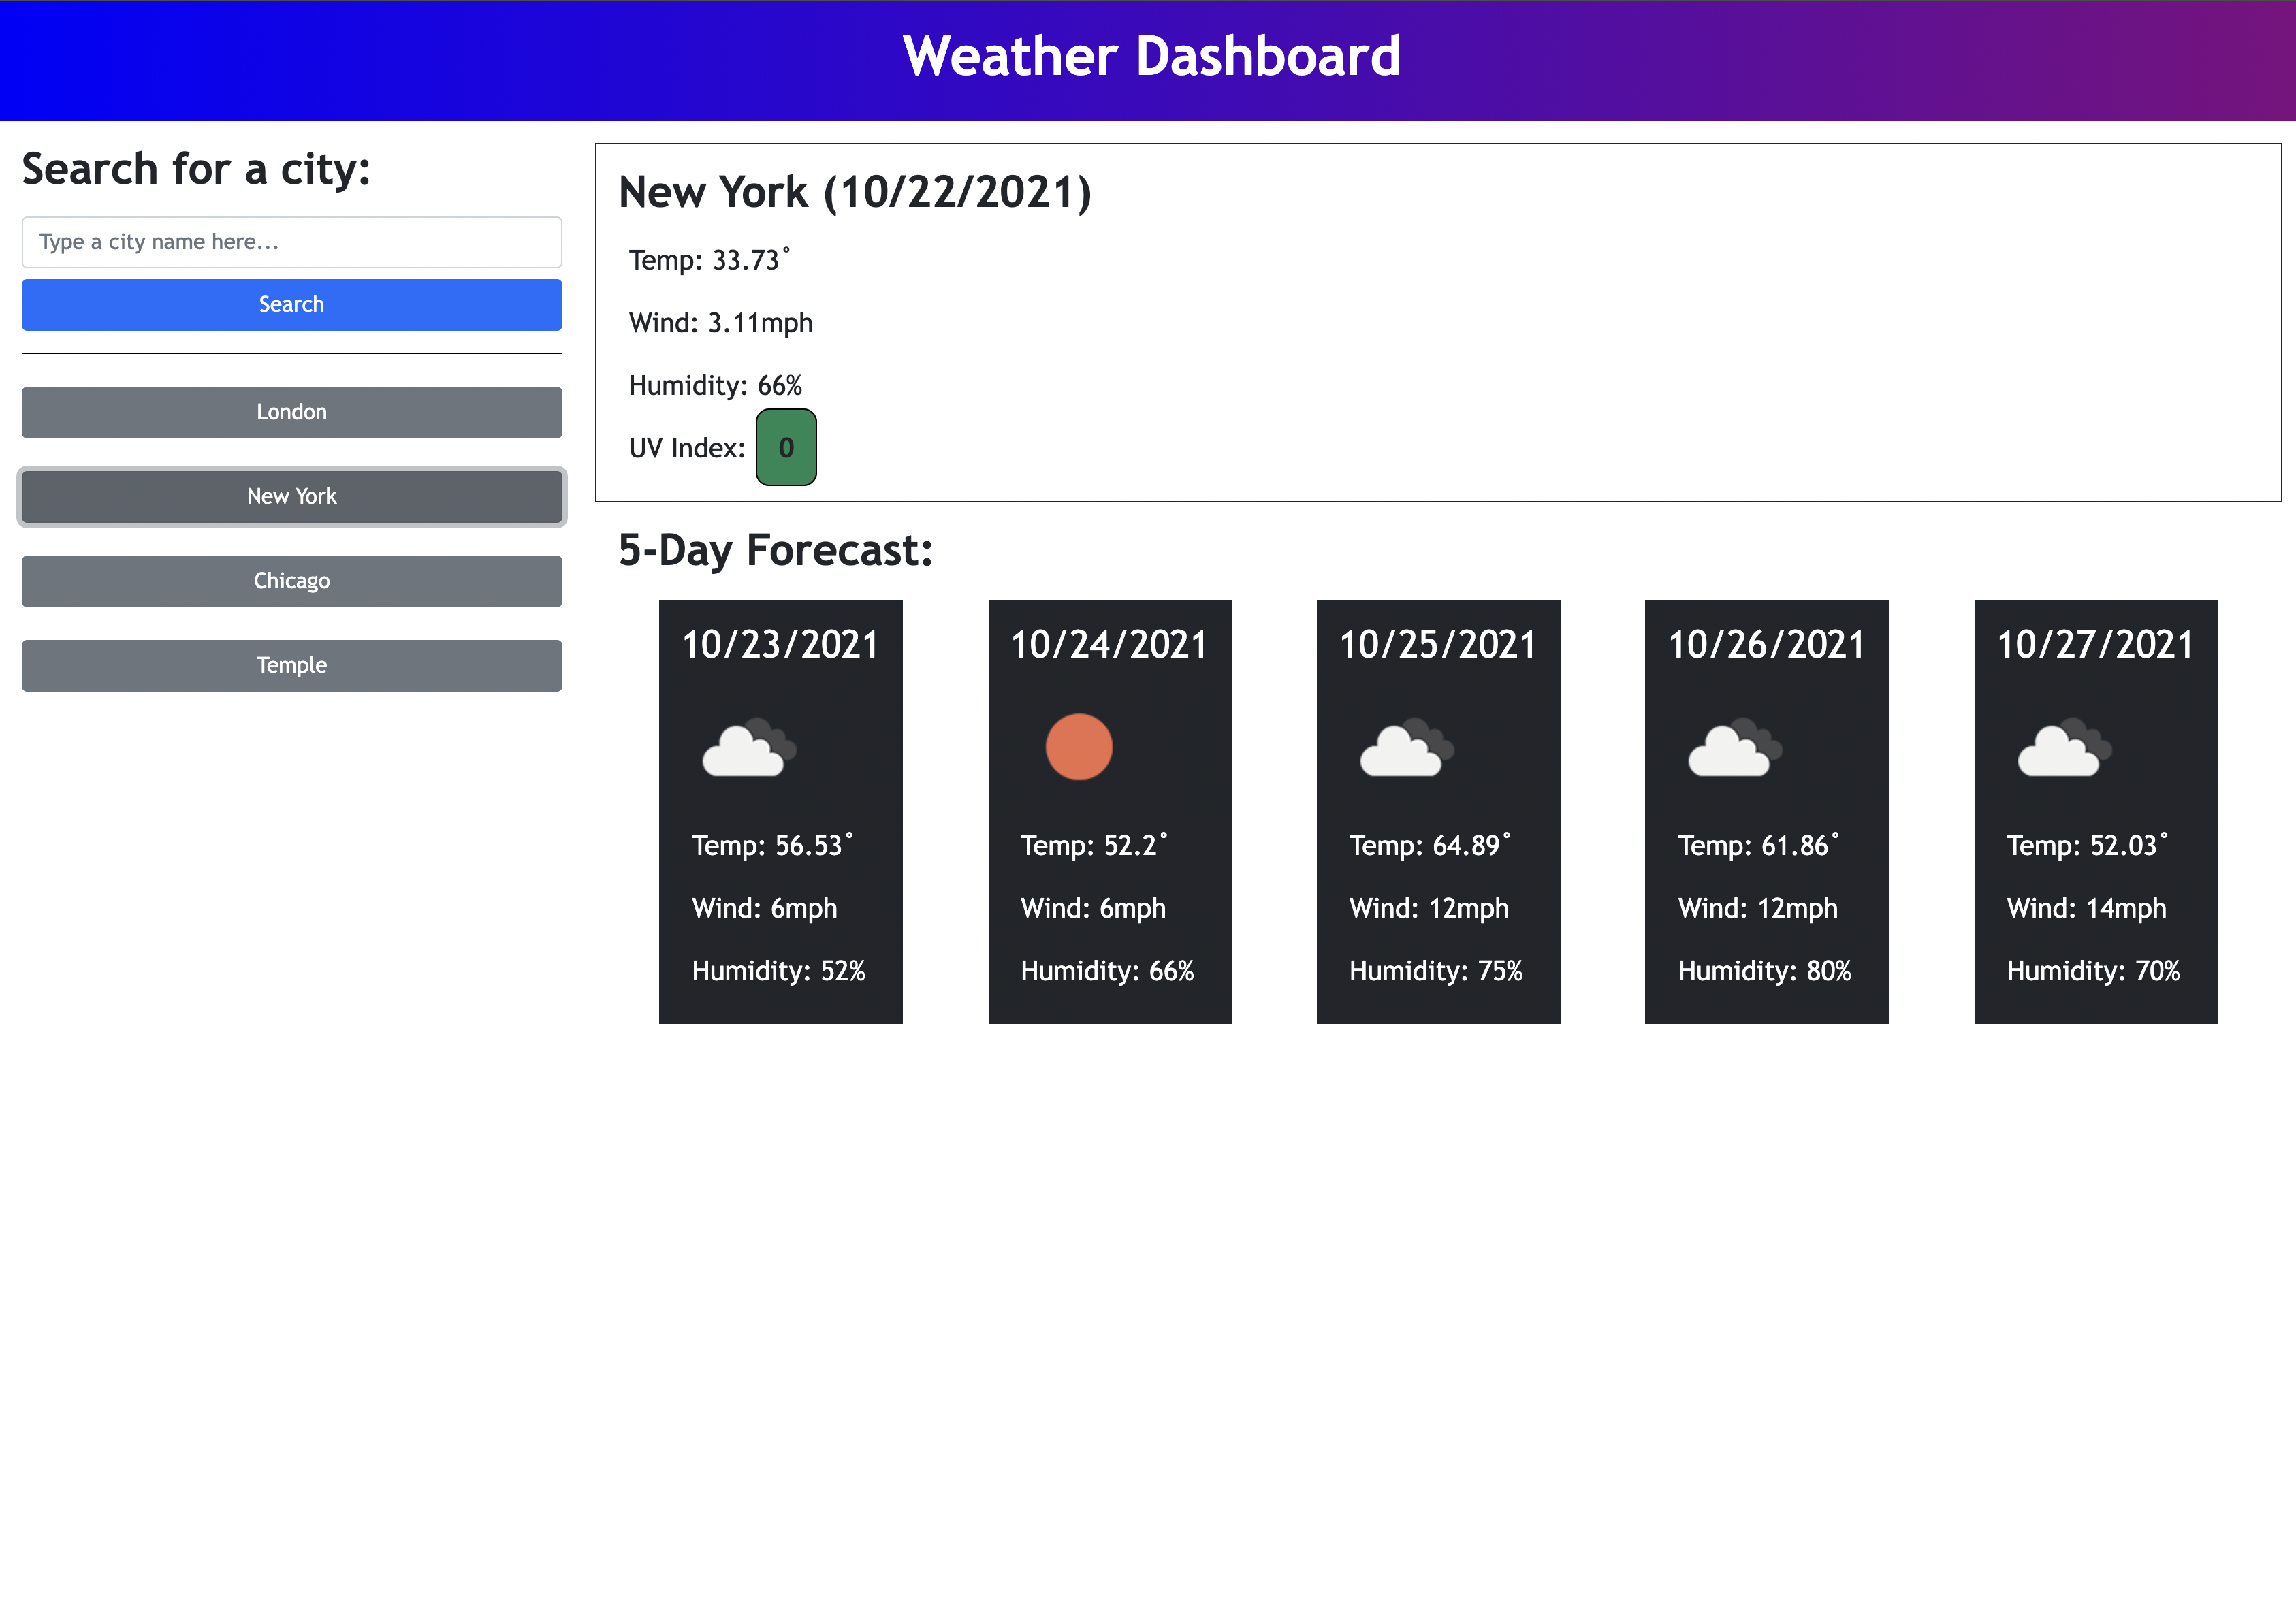 Weather Dashboard
Search for a city:
Type a city name here...
Search
London
New York
Chicago
Temple
New York (10/22/2021)
Temp: 33.73˚
Wind: 3.11mph
Humidity: 66%
UV Index: 0
5-Day Forecast:
10/23/2021
Temp: 56.53˚
Wind: 6mph
Humidity: 52%
10/24/2021
Temp: 52.2˚
Wind: 6mph
Humidity: 66%
10/25/2021
Temp: 64.89˚
Wind: 12mph
Humidity: 75%
10/26/2021
Temp: 61.86˚
Wind: 12mph
Humidity: 80%
10/27/2021
Temp: 52.03˚
Wind: 14mph
Humidity: 70%